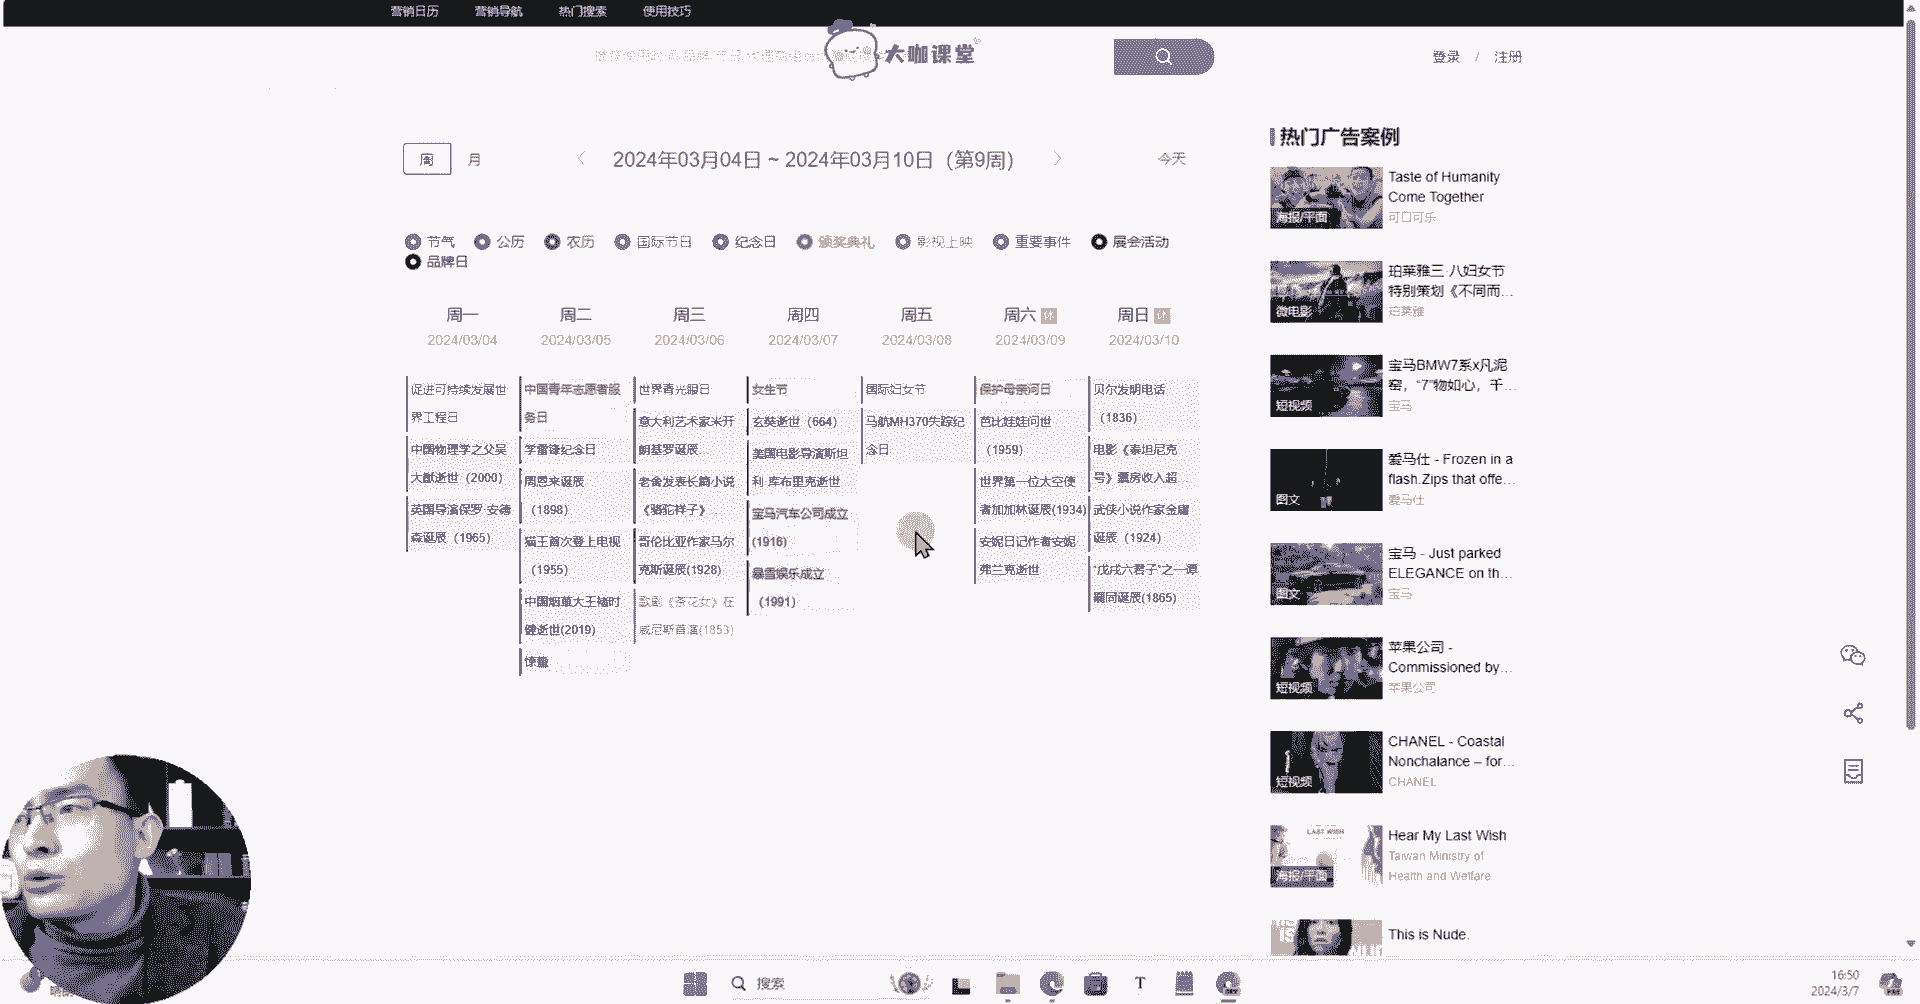 营销日历 营销导航 热门搜索 使用技巧
大咖课堂
登录 / 注册
周 月 2024年03月04日 ~ 2024年03月10日（第9周） 今天
节气 公历 农历 国际节日 纪念日 颁奖典礼 影视上映 重要事件 展会活动
品牌日
周一 周二 周三 周四 周五 周六 休 周日 休
2024/03/04 2024/03/05 2024/03/06 2024/03/07 2024/03/08 2024/03/09 2024/03/10
促进可持续发展世
界工程日
中国物理学之父吴
大猷逝世（2000）
英国导演保罗·安德
森诞辰（1965）
中国青年志愿者服
务日
学雷锋纪念日
周恩来诞辰
（1898）
猫王首次登上电视
（1955）
中国烟草大王褚时
健逝世(2019)
惊蛰
世界青光眼日
意大利艺术家米开
朗基罗诞辰
老舍发表长篇小说
《骆驼祥子》
哥伦比亚作家马尔
克斯诞辰(1928)
歌剧《茶花女》在
威尼斯首演(1853)
女生节
玄奘逝世（664）
美国电影导演斯坦
利·库布里克逝世
宝马汽车公司成立
(1916)
暴雪娱乐成立
（1991）
国际妇女节
马航MH370失踪纪
念日
保护母亲河日
芭比娃娃问世
（1959）
世界第一位太空使
者加加林诞辰(1934)
安妮日记作者安妮·
弗兰克逝世
贝尔发明电话
（1836）
电影《泰坦尼克
号》票房收入超...
武侠小说作家金庸
诞辰（1924）
“戊戌六君子”之一谭
嗣同诞辰(1865)
热门广告案例
海报/平面
Taste of Humanity
Come Together
可口可乐
微电影
珀莱雅三·八妇女节
特别策划《不同而...
珀莱雅
短视频
宝马BMW7系x凡泥
窑，“7”物如心，于...
宝马
图文
爱马仕 - Frozen in a
flash.Zips that offe...
爱马仕
图文
宝马 - Just parked
ELEGANCE on th...
宝马
短视频
苹果公司 -
Commissioned by...
苹果公司
短视频
CHANEL - Coastal
Nonchalance – for...
CHANEL
LAST WISH
海报/平面
Hear My Last Wish
Taiwan Ministry of
Health and Welfare
This is Nude.
搜索
16:50
2024/3/7